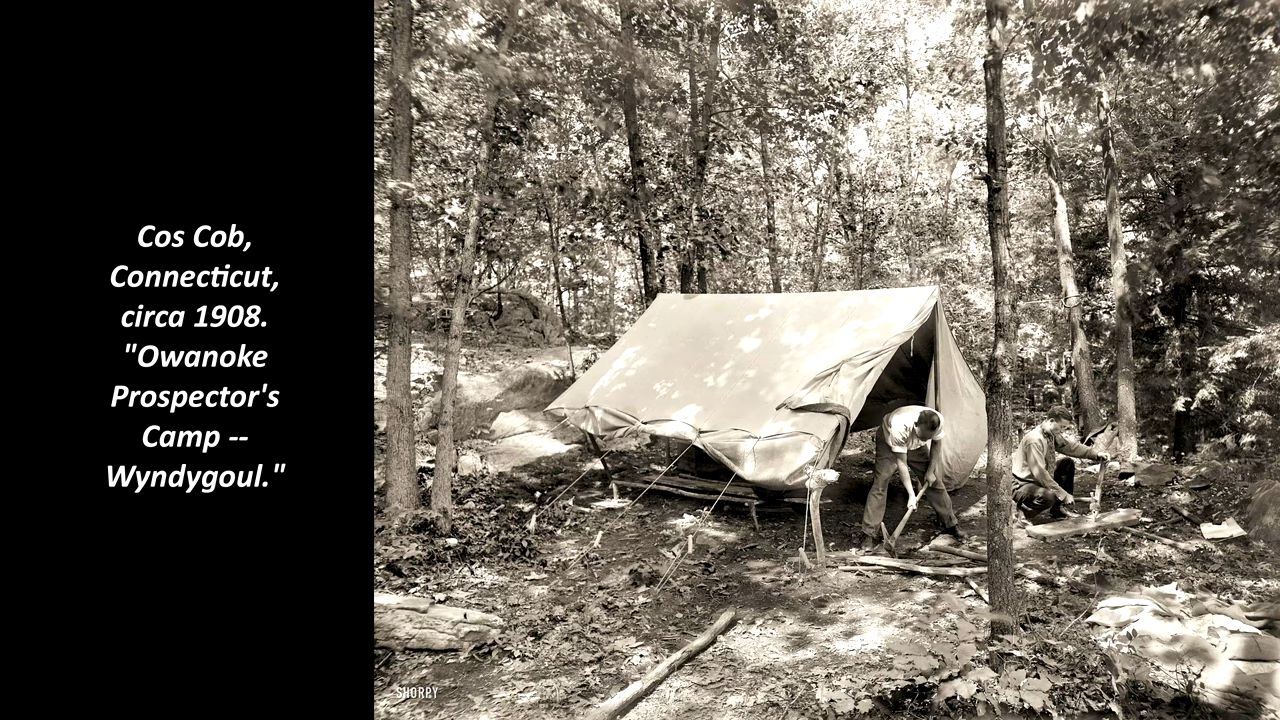 Cos Cob,
Connecticut,
circa 1908.
"Owanoke
Prospector's
Camp --
Wyndygoul."
SHORPY